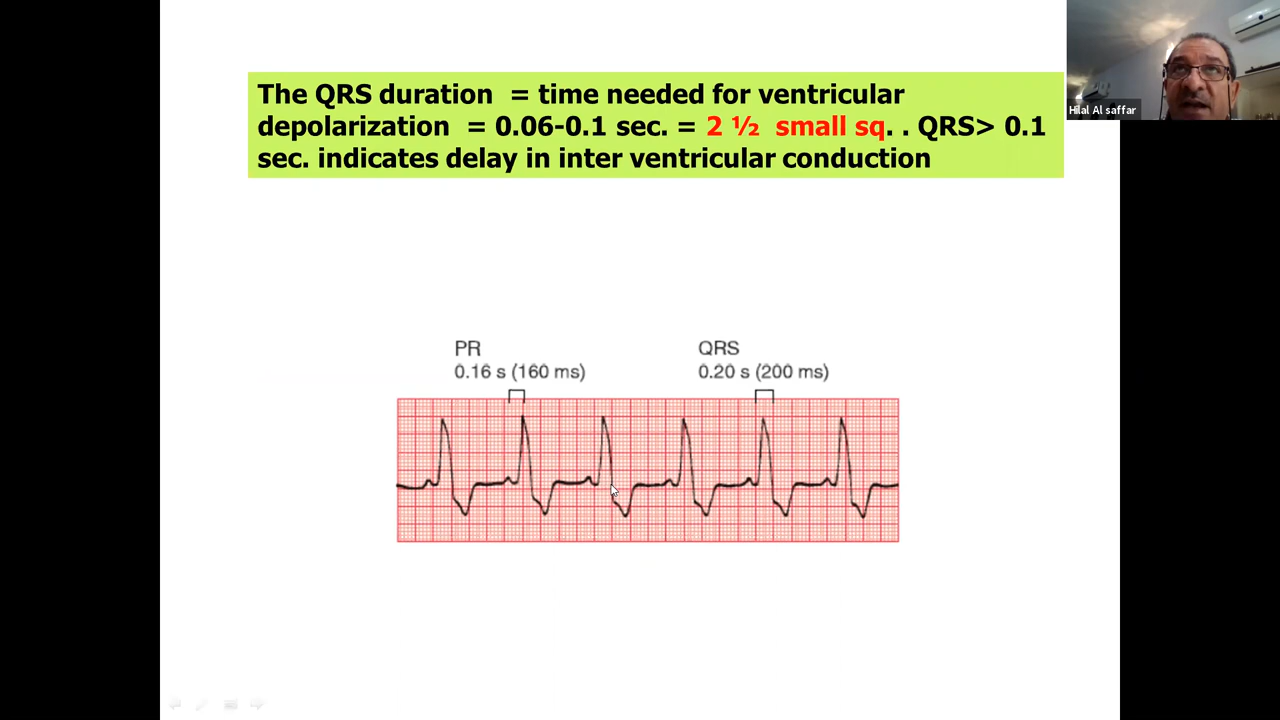 The QRS duration = time needed for ventricular
depolarization = 0.06-0.1 sec. = 2 ½ small sq. . QRS> 0.1
sec. indicates delay in inter ventricular conduction
Hilal Al saffar
PR
0.16 s (160 ms)
QRS
0.20 s (200 ms)